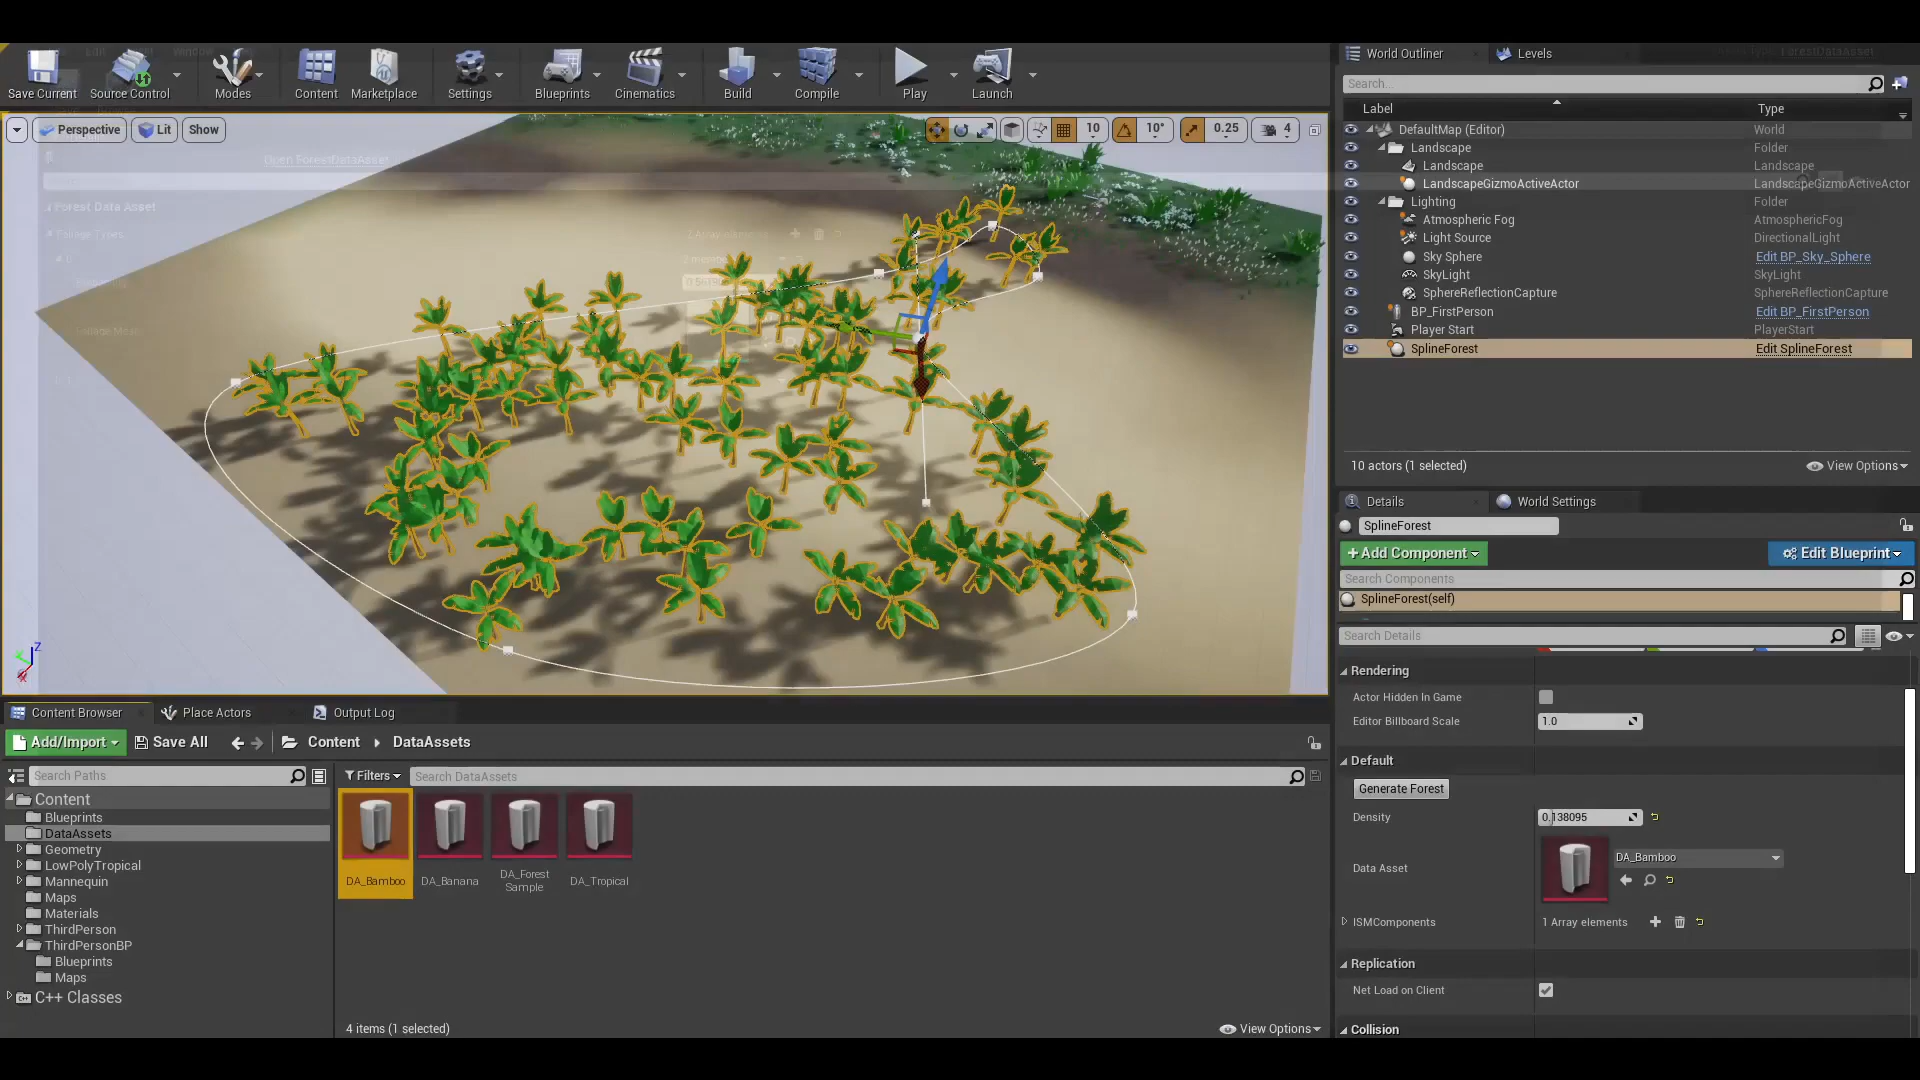 Save Current
Source Control
Modes
Content
Marketplace
Settings
Blueprints
Cinematics
Build
Compile
Play
Launch
Perspective
Lit
Show
10
10°
0.25
4
Open ForestDataAsset
Forest Data Asset
Foliage Types
World Outliner
Levels
ForestDataAsset
Search...
Label
Type
DefaultMap (Editor)
World
Landscape
Folder
Landscape
Landscape
LandscapeGizmoActiveActor
LandscapeGizmoActiveActor
Lighting
Folder
Atmospheric Fog
AtmosphericFog
Light Source
DirectionalLight
Sky Sphere
Edit BP_Sky_Sphere
SkyLight
SkyLight
SphereReflectionCapture
SphereReflectionCapture
BP_FirstPerson
Edit BP_FirstPerson
Player Start
PlayerStart
SplineForest
Edit SplineForest
10 actors (1 selected)
View Options
Details
World Settings
SplineForest
+Add Component
Edit Blueprint
Search Components
SplineForest(self)
Search Details
Rendering
Actor Hidden In Game
Editor Billboard Scale
1.0
Default
Generate Forest
Density
0.138095
Data Asset
DA_Bamboo
ISMComponents
1 Array elements
Replication
Net Load on Client
Collision
Content Browser
Place Actors
Output Log
Add/Import
Save All
Content
DataAssets
Search Paths
Filters
Search DataAssets
Content
Blueprints
DataAssets
Geometry
LowPolyTropical
Mannequin
Maps
Materials
ThirdPerson
ThirdPersonBP
Blueprints
Maps
C++ Classes
DA_Bamboo
DA_Banana
DA_Forest
Sample
DA_Tropical
4 items (1 selected)
View Options